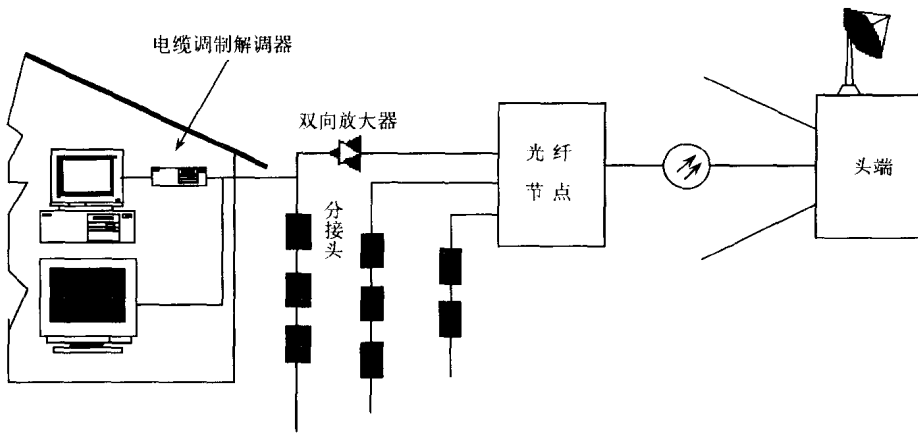 电缆调制解调器
双向放大器
分接头
光纤
节点
头端